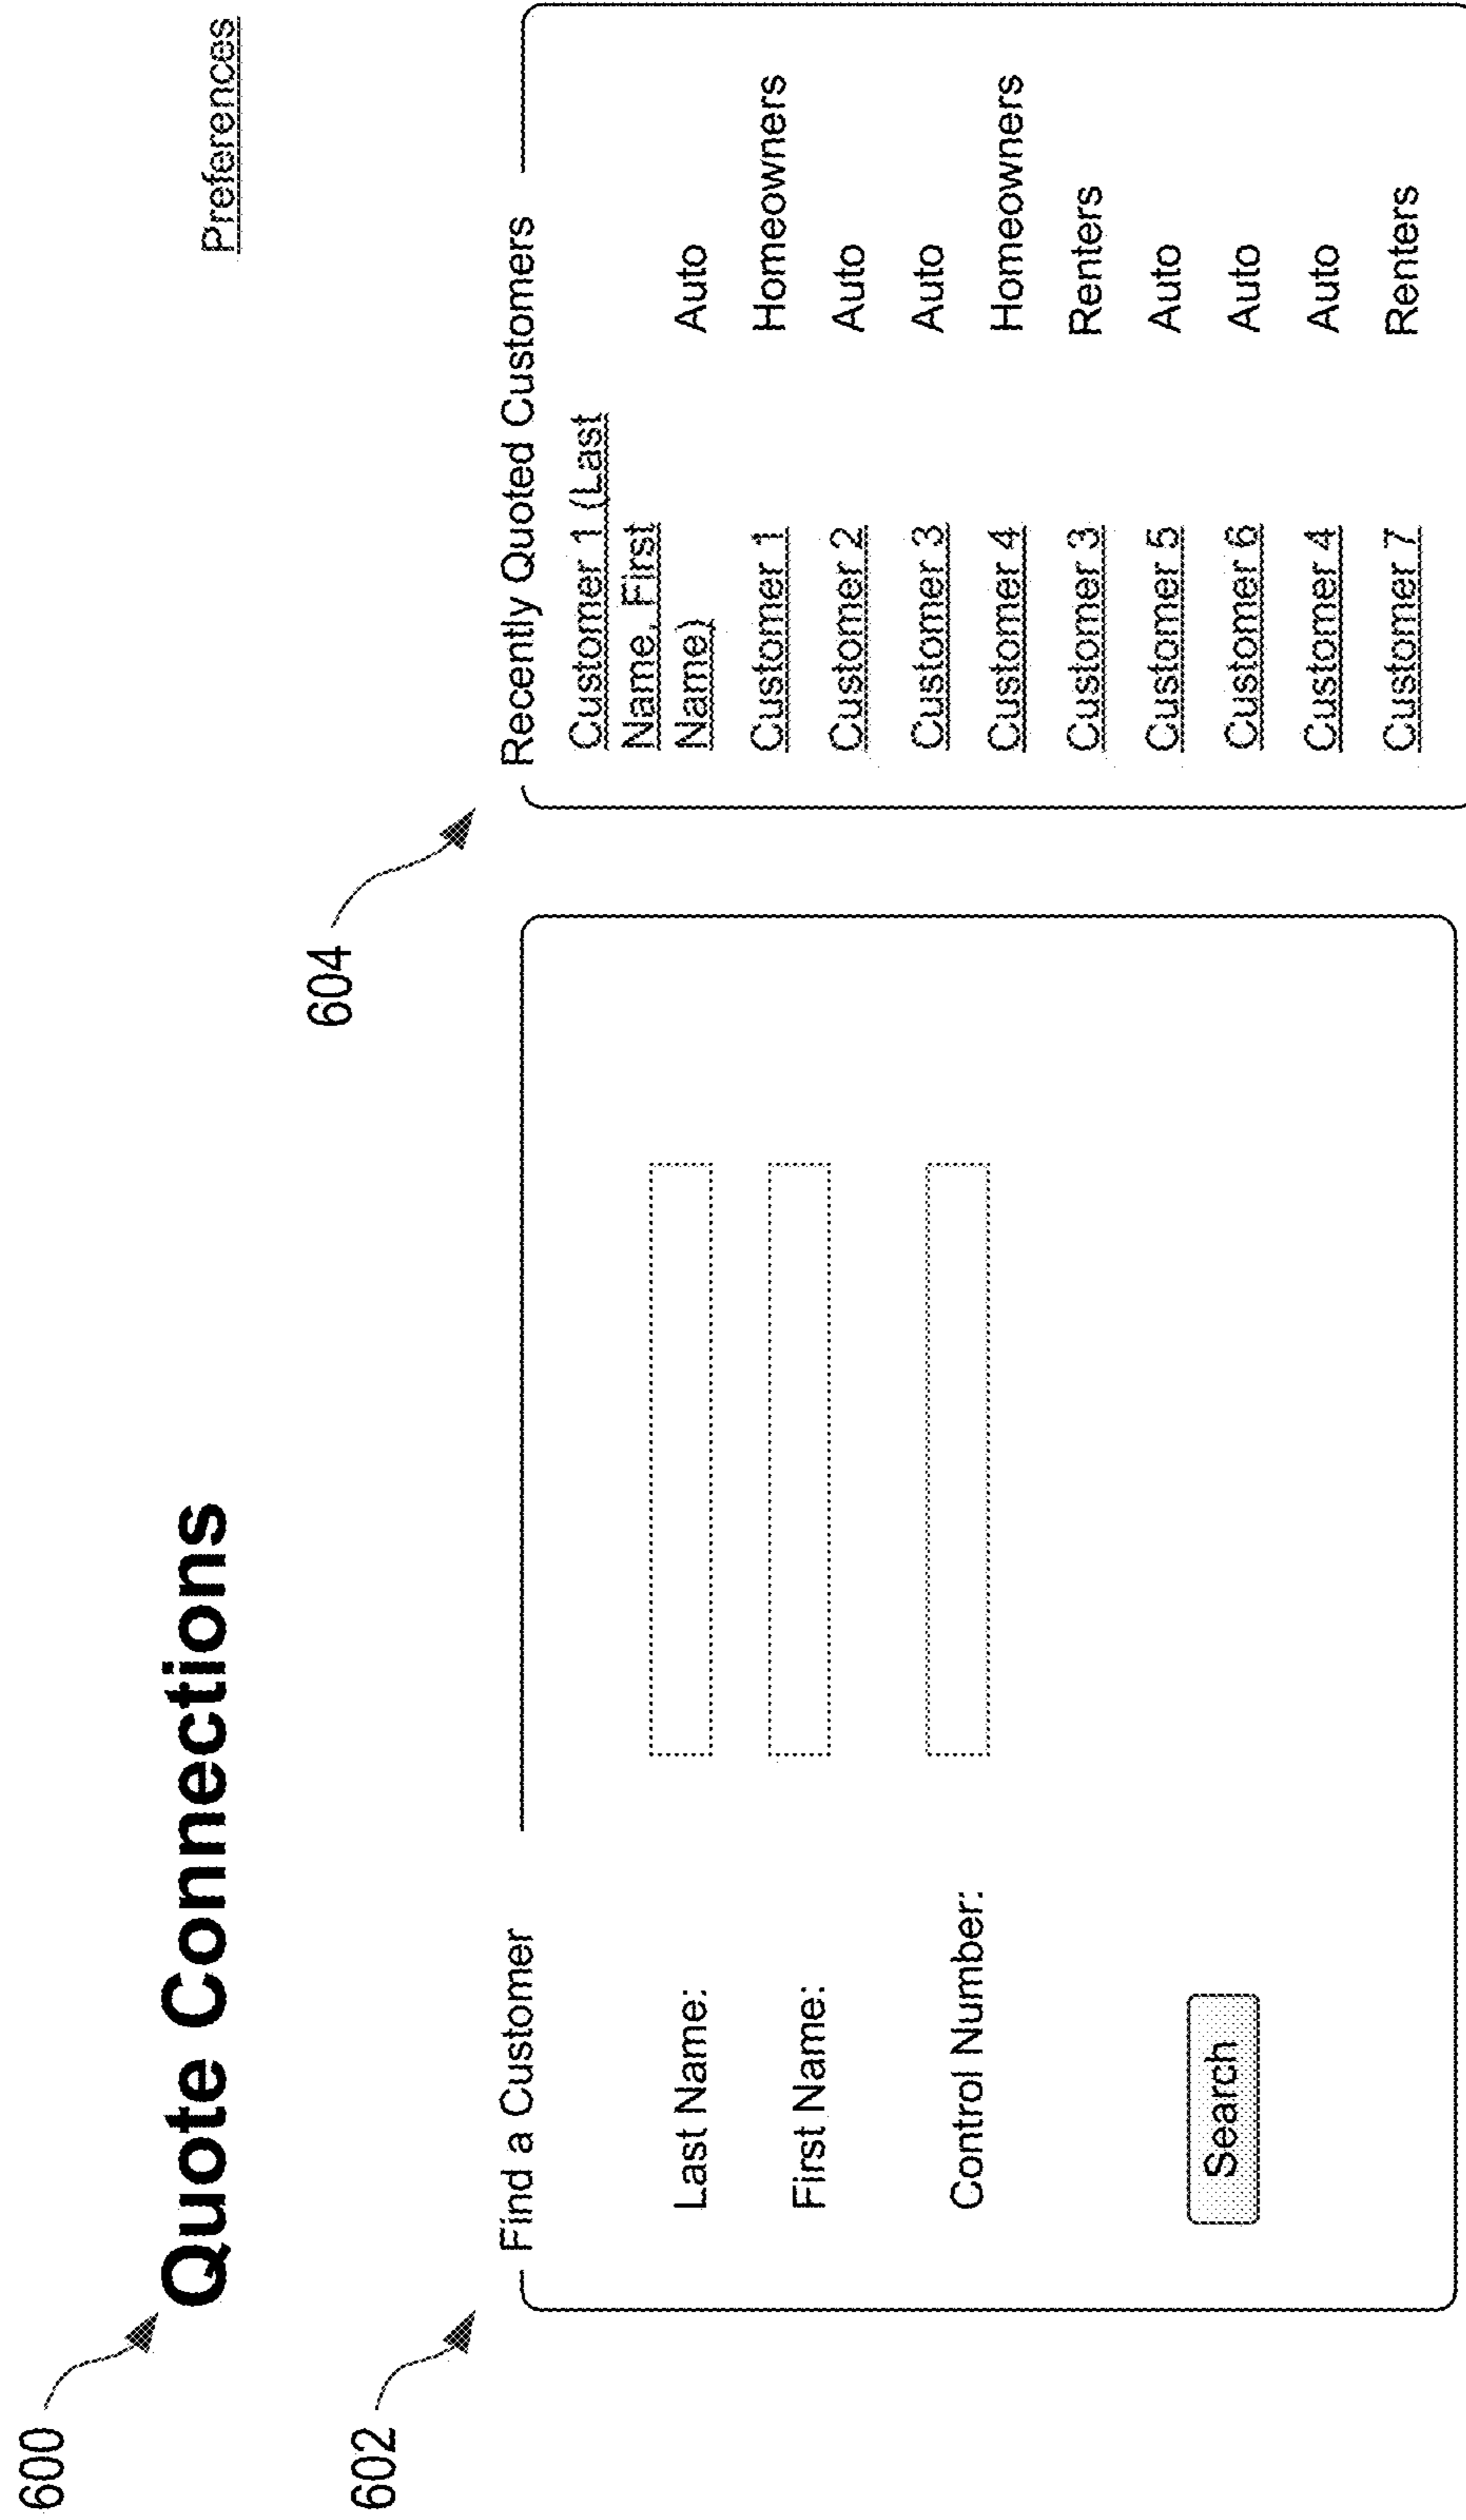 600
Quote Connections
Preferences
602
604
Find a Customer
Last Name:
First Name:
Control Number:
Search
Recently Quoted Customers
Customer 1 (Last
Name, First
Name) Auto
Customer 1 Homeowners
Customer 2 Auto
Customer 3 Auto
Customer 4 Homeowners
Customer 3 Renters
Customer 5 Auto
Customer 6 Auto
Customer 4 Auto
Customer 7 Renters